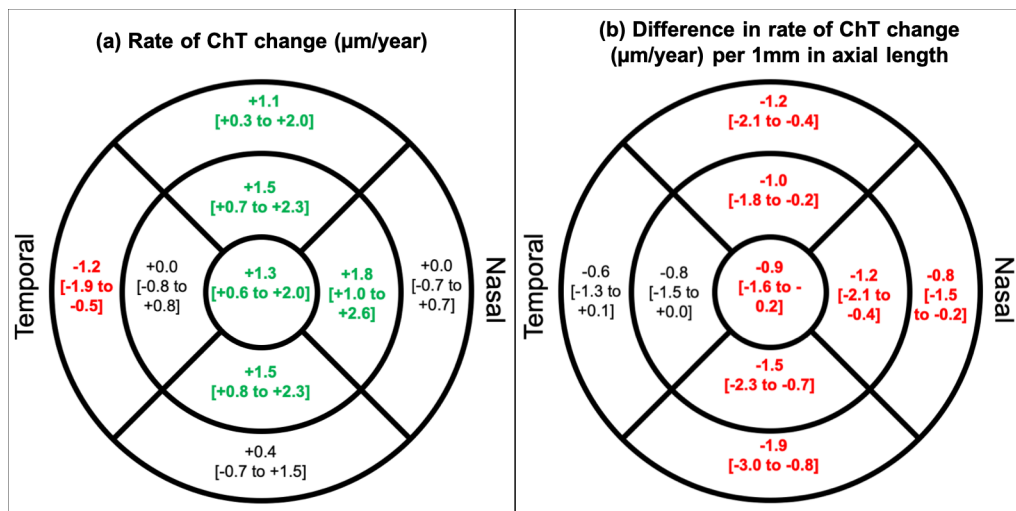 (a) Rate of ChT change (µm/year)
+1.1
[+0.3 to +2.0]
+1.5
[+0.7 to +2.3]
Temporal
-1.2
[-1.9 to
-0.5]
+0.0
[-0.8 to
+0.8]
+1.3
[+0.6 to +2.0]
+1.8
[+1.0 to
+2.6]
+0.0
[-0.7 to
+0.7]
Nasal
+1.5
[+0.8 to +2.3]
+0.4
[-0.7 to +1.5]
(b) Difference in rate of ChT change
(µm/year) per 1mm in axial length
-1.2
[-2.1 to -0.4]
-1.0
[-1.8 to -0.2]
Temporal
-0.6
[-1.3 to
+0.1]
-0.8
[-1.5 to
+0.0]
-0.9
[-1.6 to -
0.2]
-1.2
[-2.1 to
-0.4]
-0.8
[-1.5
to -0.2]
Nasal
-1.5
[-2.3 to -0.7]
-1.9
[-3.0 to -0.8]